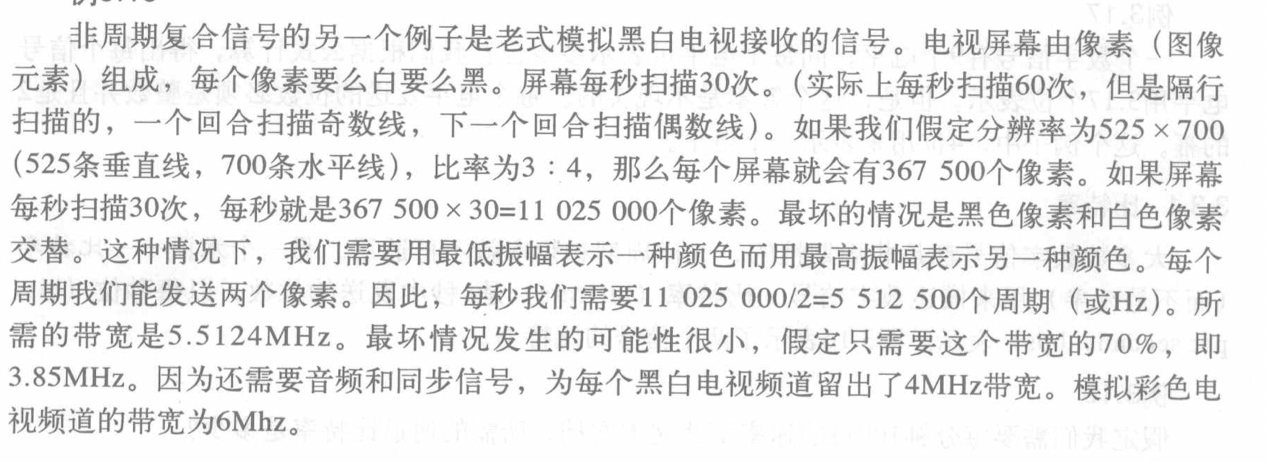 非周期复合信号的另一个例子是老式模拟黑白电视接收的信号。电视屏幕由像素（图像
元素）组成，每个像素要么白要么黑。屏幕每秒扫描30次。（实际上每秒扫描60次，但是隔行
扫描的，一个回合扫描奇数线，下一个回合扫描偶数线）。如果我们假定分辨率为525×700
（525条垂直线，700条水平线），比率为3∶4，那么每个屏幕就会有367 500个像素。如果屏幕
每秒扫描30次，每秒就是367 500×30=11 025 000个像素。最坏的情况是黑色像素和白色像素
交替。这种情况下，我们需要用最低振幅表示一种颜色而用最高振幅表示另一种颜色。每个
周期我们能发送两个像素。因此，每秒我们需要11 025 000/2=5 512 500个周期（或Hz）。所
需的带宽是5.5124MHz。最坏情况发生的可能性很小，假定只需要这个带宽的70%，即
3.85MHz。因为还需要音频和同步信号，为每个黑白电视频道留出了4MHz带宽。模拟彩色电
视频道的带宽为6Mhz。